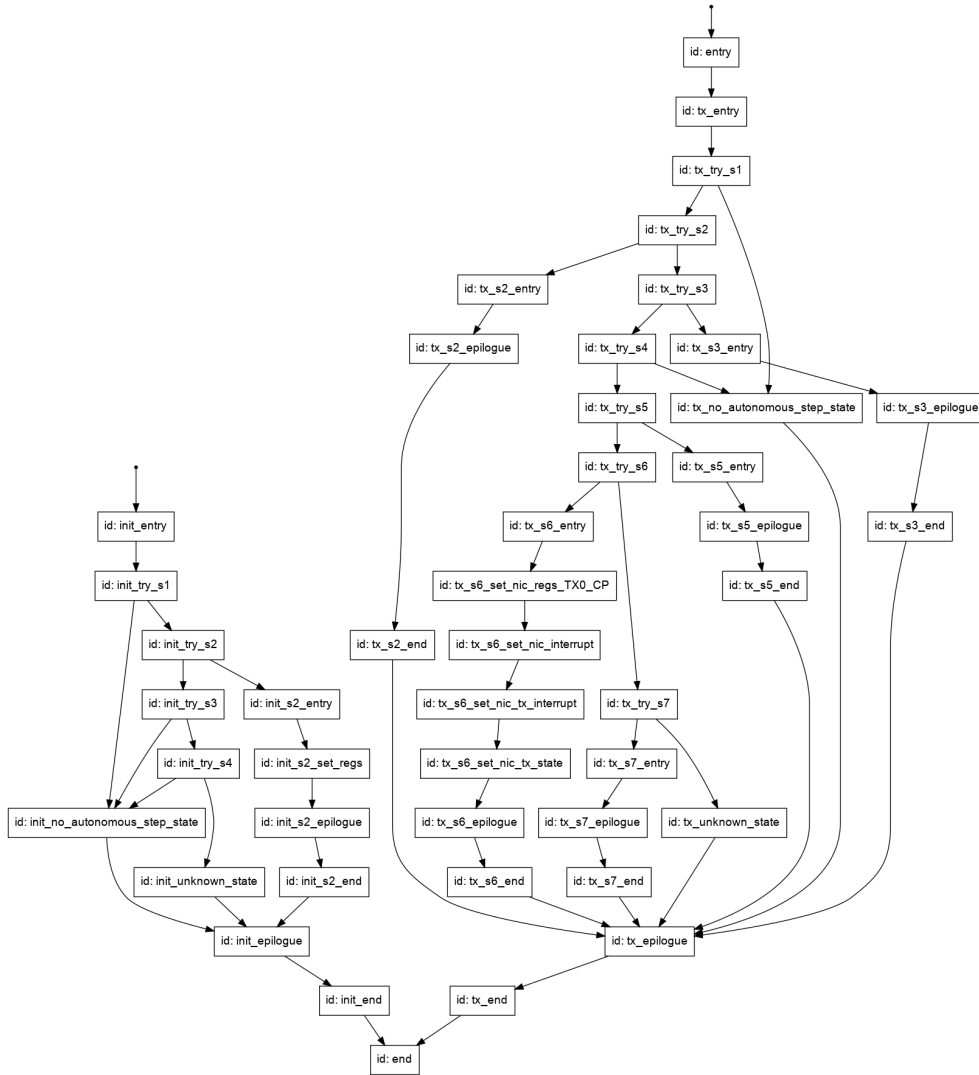 id: entry
id: tx_entry
id: tx_try_s1
id: tx_try_s2
id: tx_s2_entry
id: tx_try_s3
id: tx_s2_epilogue
id: tx_try_s4
id: tx_s3_entry
id: tx_try_s5
id: tx_no_autonomous_step_state
id: tx_s3_epilogue
id: tx_try_s6
id: tx_s5_entry
id: init_entry
id: tx_s6_entry
id: tx_s5_epilogue
id: tx_s3_end
id: init_try_s1
id: tx_s6_set_nic_regs_TX0_CP
id: tx_s5_end
id: init_try_s2
id: tx_s2_end
id: tx_s6_set_nic_interrupt
id: init_try_s3
id: init_s2_entry
id: tx_s6_set_nic_tx_interrupt
id: tx_try_s7
id: init_try_s4
id: init_s2_set_regs
id: tx_s6_set_nic_tx_state
id: tx_s7_entry
id: init_no_autonomous_step_state
id: init_s2_epilogue
id: tx_s6_epilogue
id: tx_s7_epilogue
id: tx_unknown_state
id: init_unknown_state
id: init_s2_end
id: tx_s6_end
id: tx_s7_end
id: init_epilogue
id: tx_epilogue
id: init_end
id: tx_end
id: end